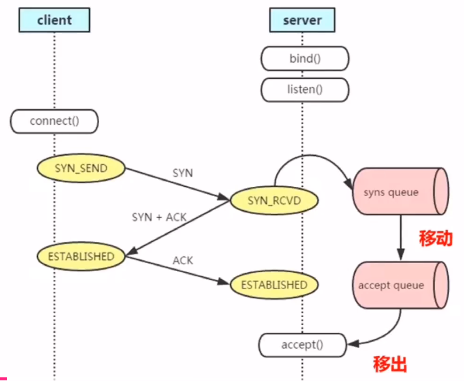 client
server
bind()
listen()
connect()
SYN_SEND
SYN
SYN_RCVD
syns queue
SYN + ACK
移动
ESTABLISHED
ACK
ESTABLISHED
accept queue
accept()
移出